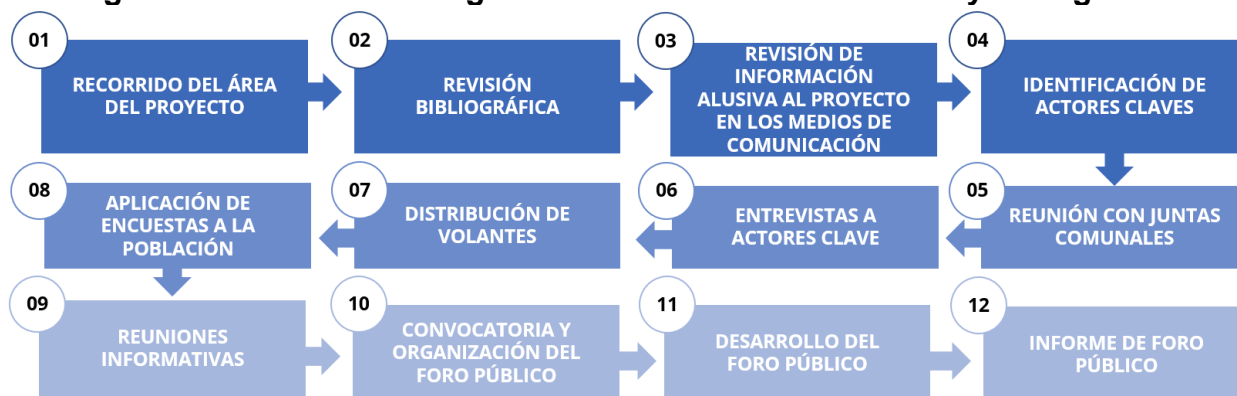 01
RECORRIDO DEL ÁREA
DEL PROYECTO
02
REVISIÓN
BIBLIOGRÁFICA
03
REVISIÓN DE
INFORMACIÓN
ALUSIVA AL PROYECTO
EN LOS MEDIOS DE
COMUNICACIÓN
04
IDENTIFICACIÓN DE
ACTORES CLAVES
05
REUNIÓN CON JUNTAS
COMUNALES
06
ENTREVISTAS A
ACTORES CLAVE
07
DISTRIBUCIÓN DE
VOLANTES
08
APLICACIÓN DE
ENCUESTAS A LA
POBLACIÓN
09
REUNIONES
INFORMATIVAS
10
CONVOCATORIA Y
ORGANIZACIÓN DEL
FORO PÚBLICO
11
DESARROLLO DEL
FORO PÚBLICO
12
INFORME DE FORO
PÚBLICO